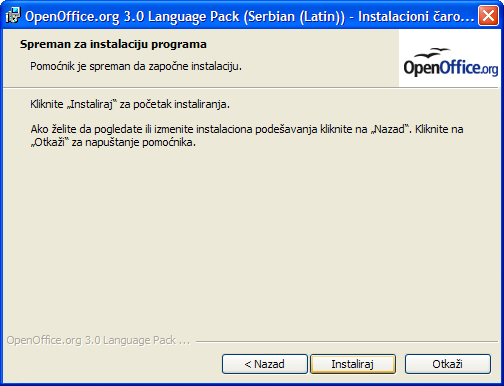 OpenOffice.org 3.0 Language Pack (Serbian (Latin)) - Instalacioni čaro...
Spreman za instalaciju programa
Pomoćnik je spreman da započne instalaciju.
OpenOffice.org
Kliknite „Instaliraj“ za početak instaliranja.
Ako želite da pogledate ili izmenite instalaciona podešavanja kliknite na „Nazad“. Kliknite na
„Otkaži“ za napuštanje pomoćnika.
OpenOffice.org 3.0 Language Pack ...
< Nazad
Instaliraj
Otkaži